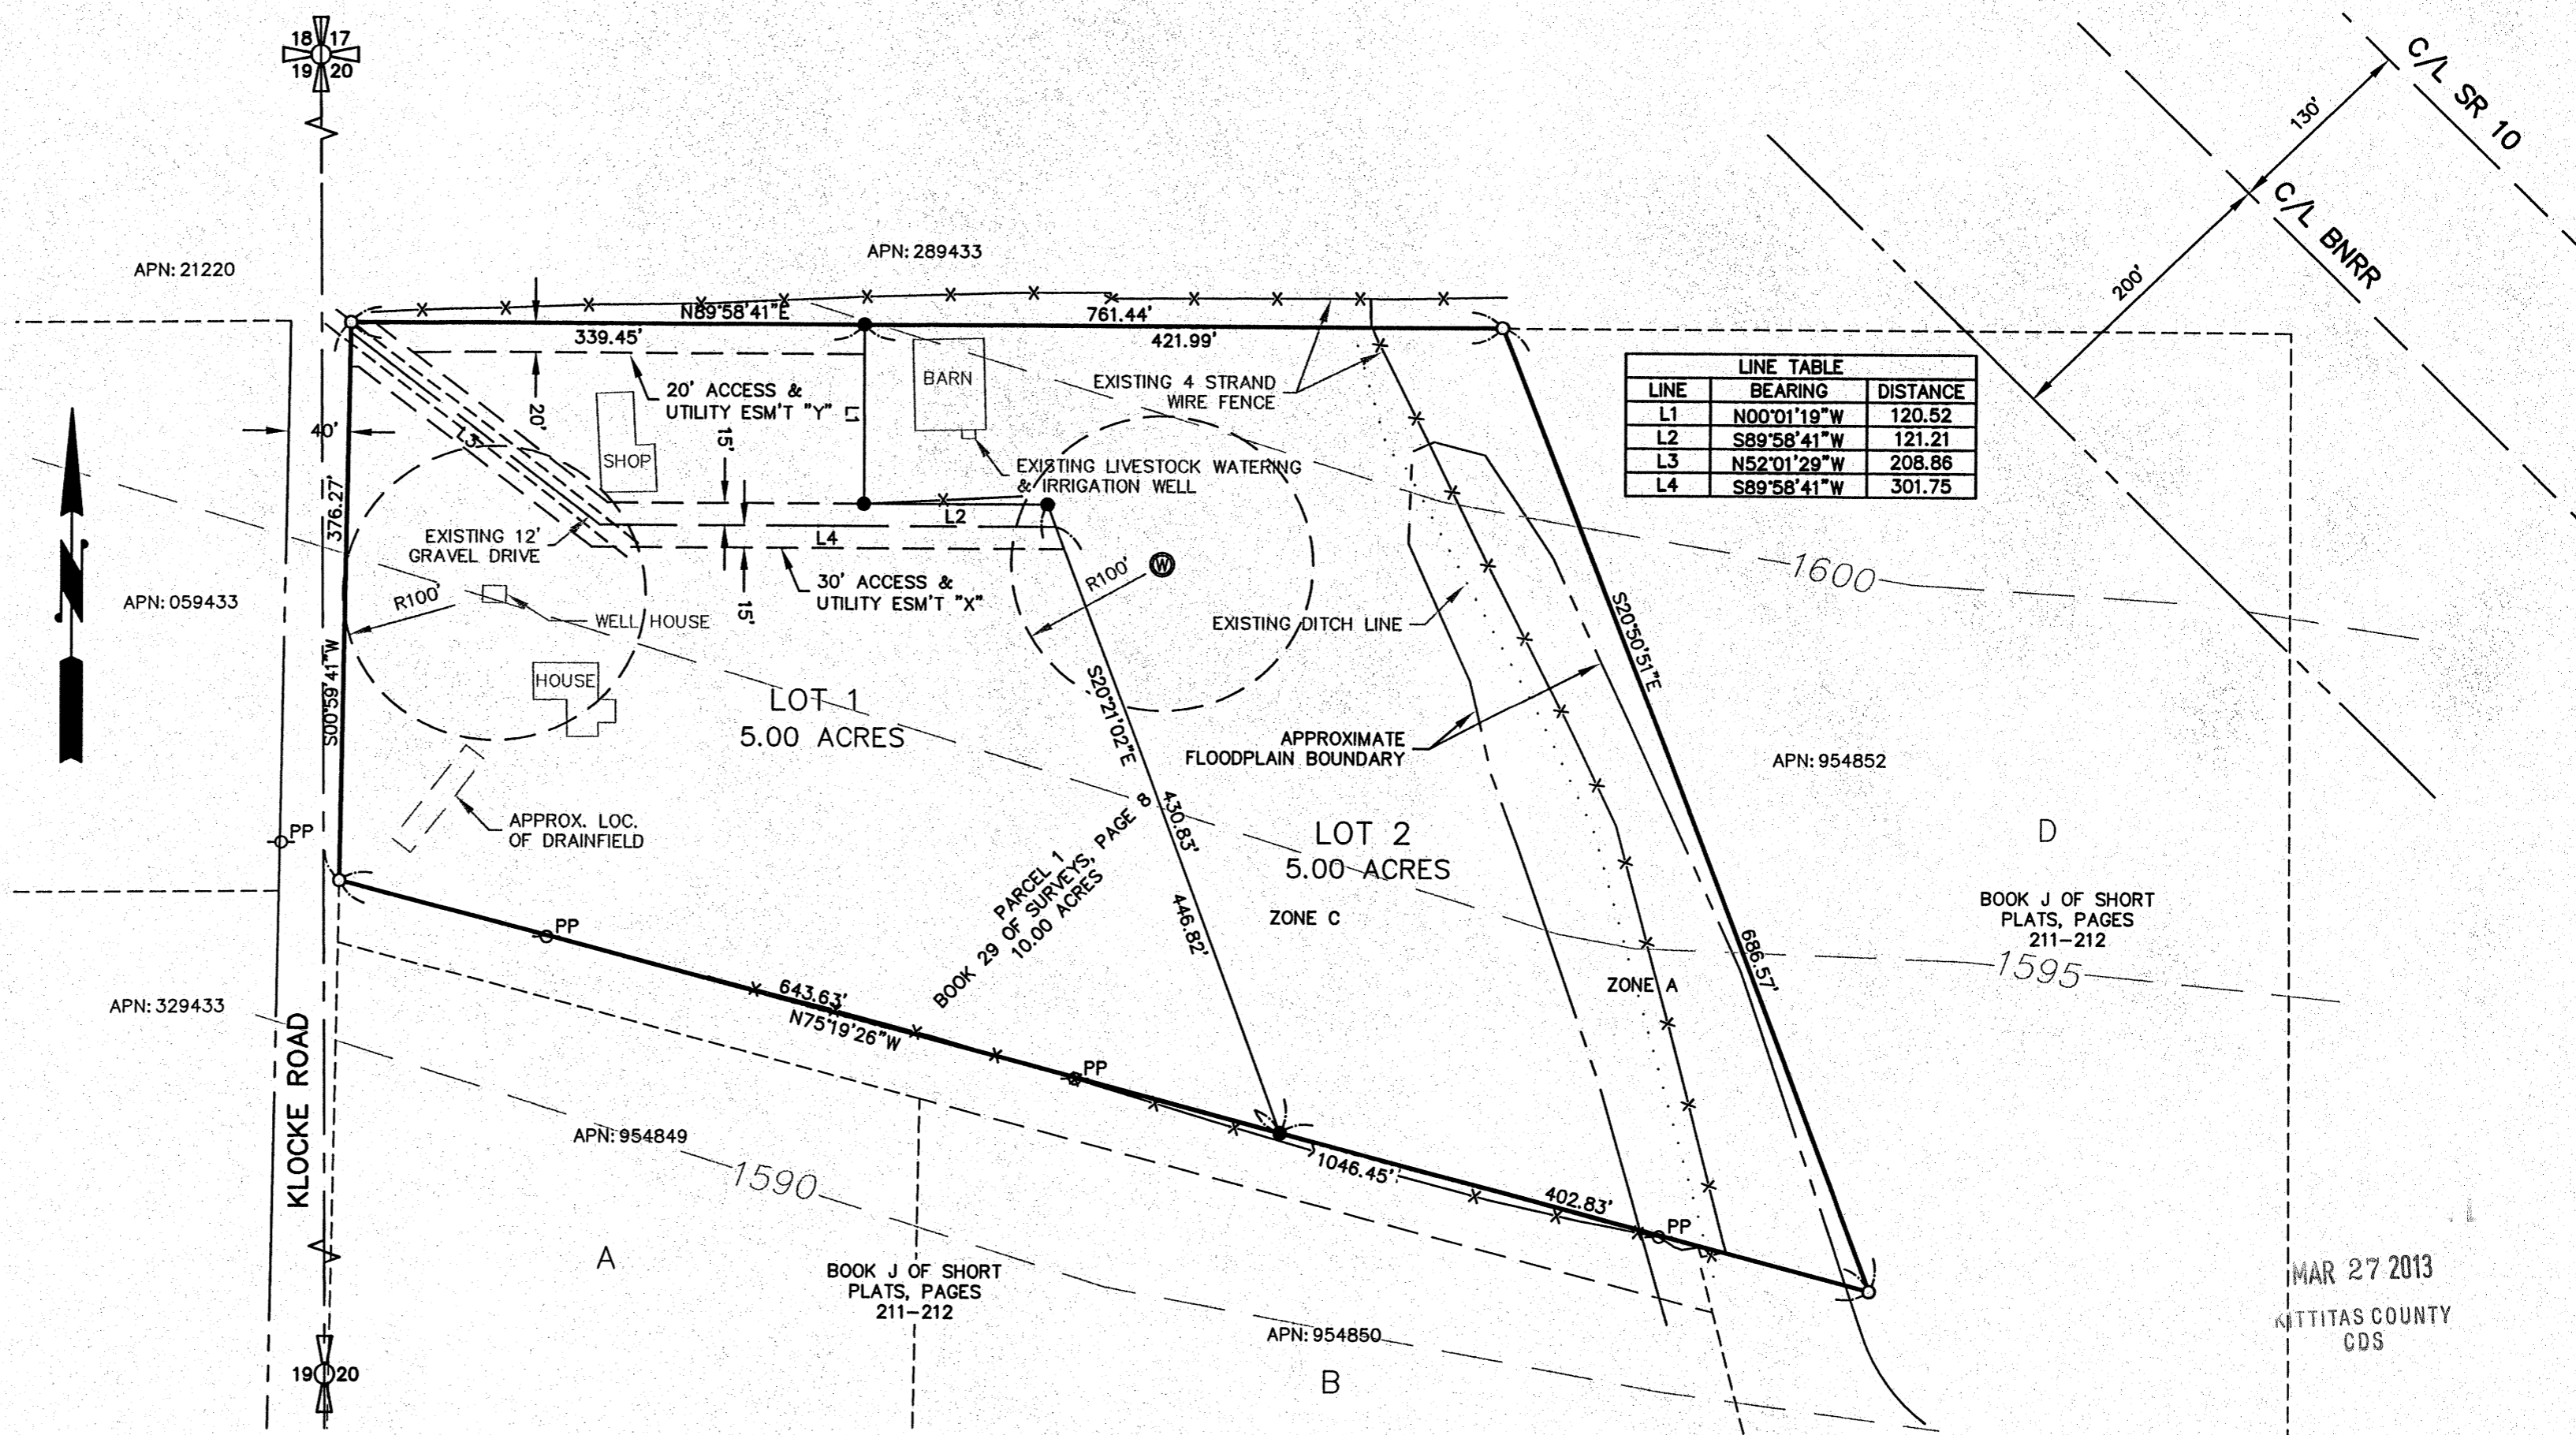 18 17
19 20
C/L SR 10
130'
C/L BNRR
200'
APN: 21220
APN: 289433
N89°58'41"E
761.44'
339.45'
421.99'
20' ACCESS &
UTILITY ESM'T "Y"
L1
BARN
EXISTING 4 STRAND
WIRE FENCE
LINE TABLE
LINE BEARING DISTANCE
L1 N00°01'19"W 120.52
L2 S89°58'41"W 121.21
L3 N52°01'29"W 208.86
L4 S89°58'41"W 301.75
20'
40'
15'
L3
SHOP
EXISTING LIVESTOCK WATERING
& IRRIGATION WELL
376.27'
EXISTING 12'
GRAVEL DRIVE
L2
L4
W
R100'
30' ACCESS &
UTILITY ESM'T "X"
15'
1600
APN: 059433
R100'
WELL HOUSE
EXISTING DITCH LINE
S20°50'51"E
S00°59'41"W
HOUSE
LOT 1
5.00 ACRES
S20°21'02"E
APPROXIMATE
FLOODPLAIN BOUNDARY
APN: 954852
APPROX. LOC.
OF DRAINFIELD
PP
430.83'
LOT 2
5.00 ACRES
D
PARCEL 1
BOOK 29 OF SURVEYS, PAGE 8
10.00 ACRES
446.82'
ZONE C
BOOK J OF SHORT
PLATS, PAGES
211-212
PP
686.57'
1595
ZONE A
643.63'
N75°19'26"W
APN: 329433
KLOCKE ROAD
PP
APN: 954849
1590
1046.45'
402.83'
PP
A
BOOK J OF SHORT
PLATS, PAGES
211-212
APN: 954850
B
MAR 27 2013
KITTITAS COUNTY
CDS
19 20